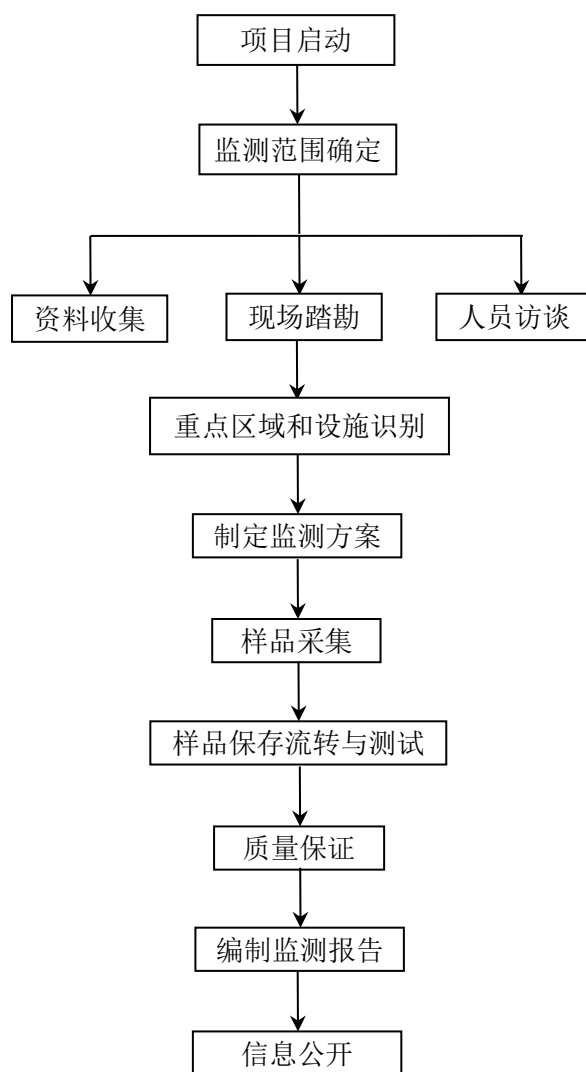 项目启动
监测范围确定
资料收集
现场踏勘
人员访谈
重点区域和设施识别
制定监测方案
样品采集
样品保存流转与测试
质量保证
编制监测报告
信息公开